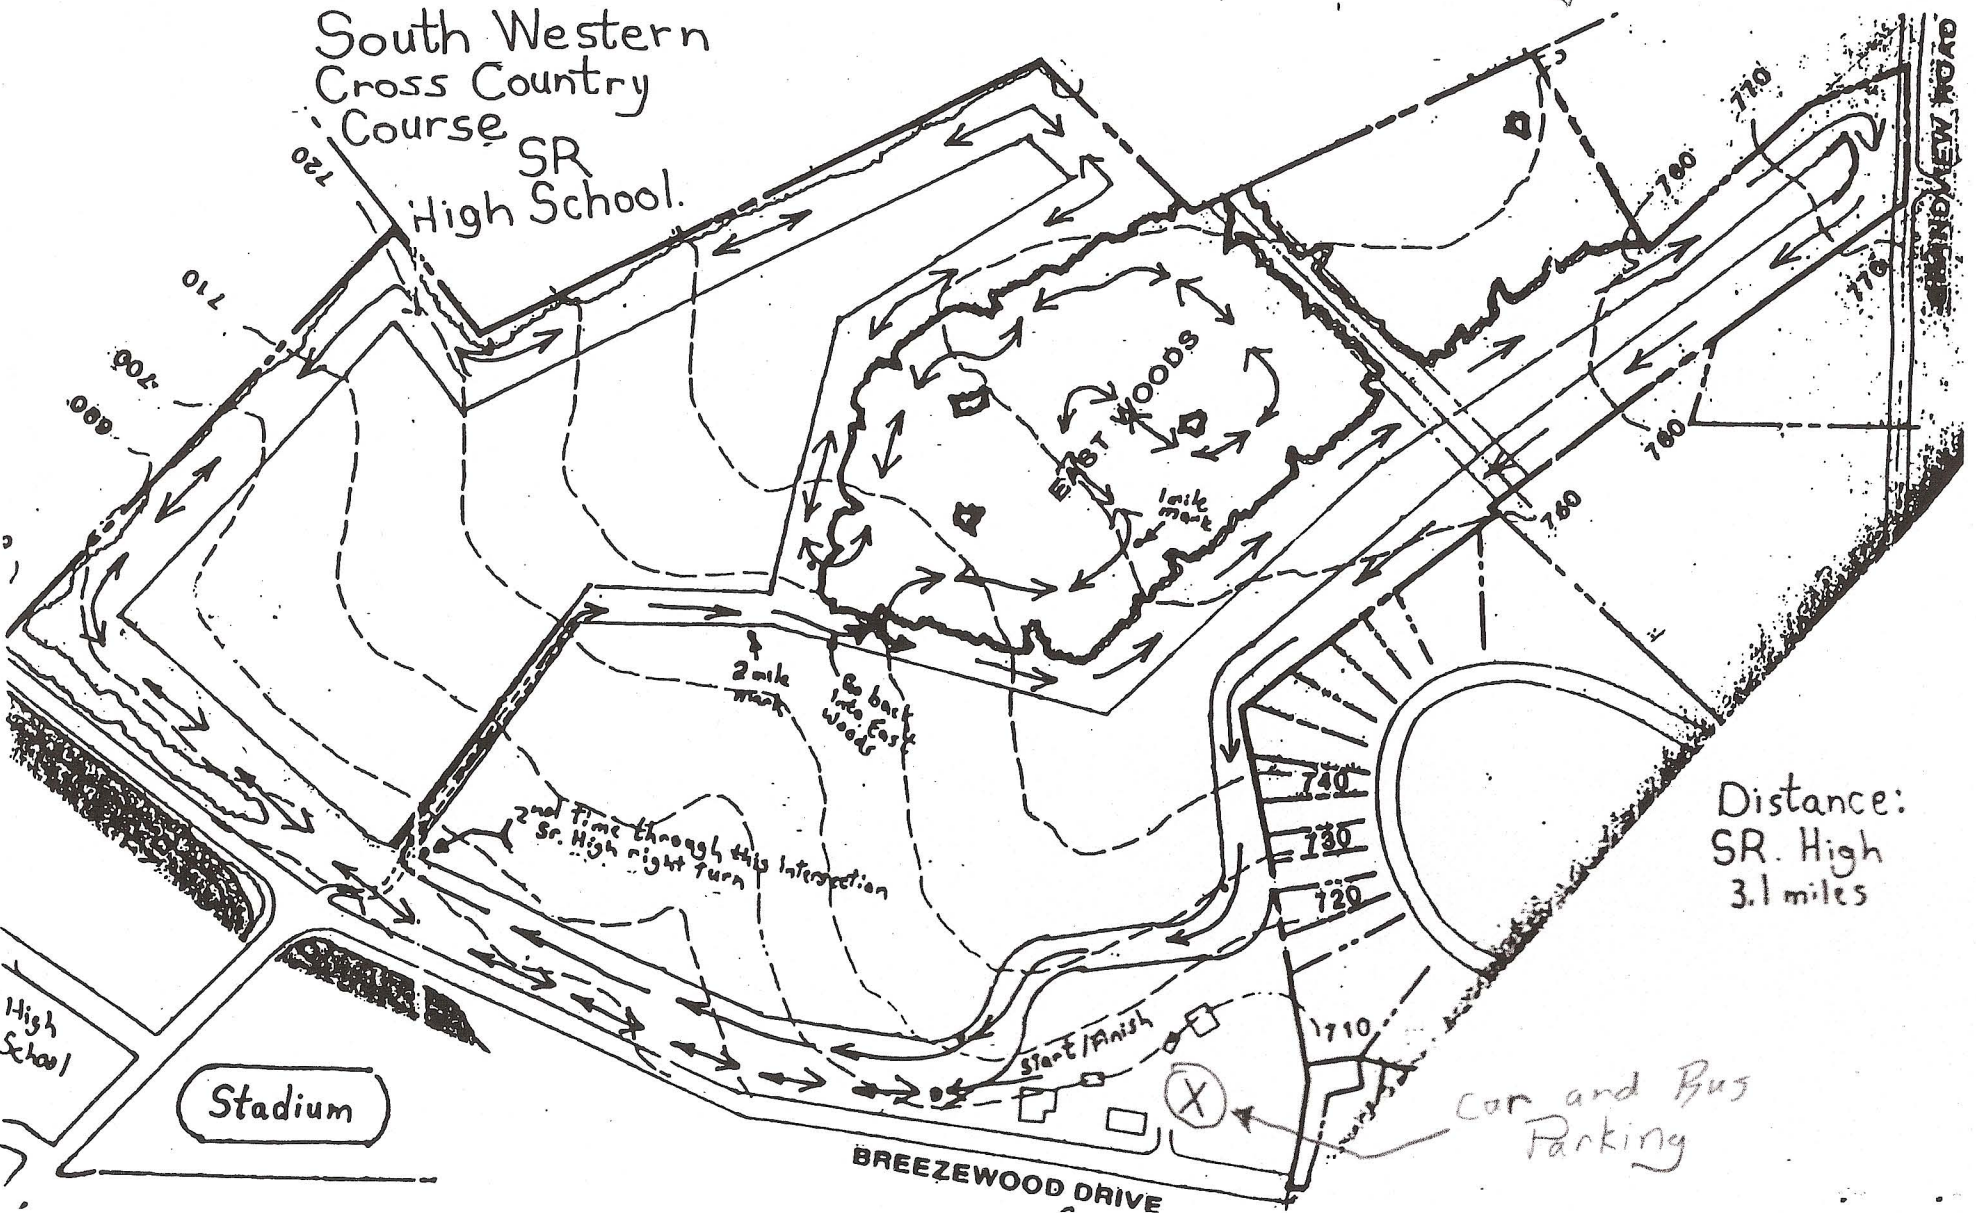 South Western
Cross Country
Course
SR
High School.
720
710
700
690
710
760
770
760
760
EAST WOODS
1 mile
mark
2 mile
mark
Go back
into East
Woods
2nd Time through this intersection
Sr. High right Turn
740
730
720
710
Distance:
SR. High
3.1 miles
Start/Finish
X
Car and Bus
Parking
High
School
Stadium
BREEZEWOOD DRIVE